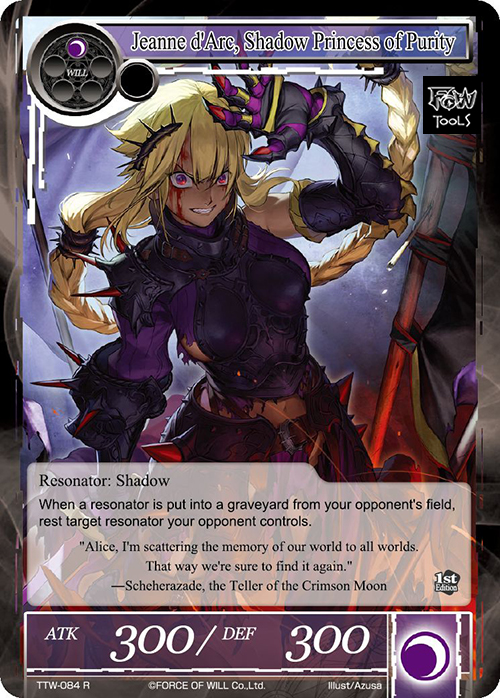 Jeanne d'Arc, Shadow Princess of Purity
WILL
FoW
TOOLS
Resonator: Shadow
When a resonator is put into a graveyard from your opponent's field,
rest target resonator your opponent controls.
"Alice, I'm scattering the memory of our world to all worlds.
That way we're sure to find it again."
—Scheherazade, the Teller of the Crimson Moon
1st
Edition
ATK 300 / DEF 300
TTW-084 R ©FORCE OF WILL Co.,Ltd. Illust/Azusa